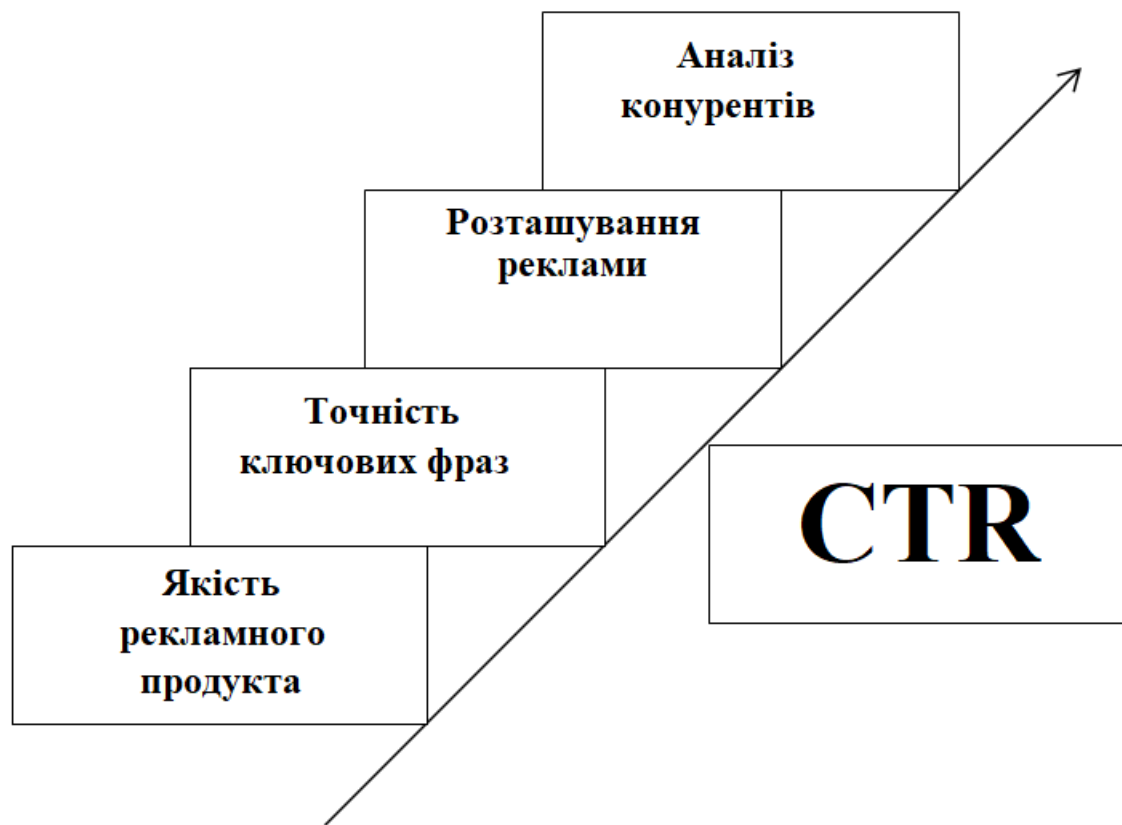 Аналіз
конурентів
Розташування
реклами
Точність
ключових фраз
CTR
Якість
рекламного
продукта